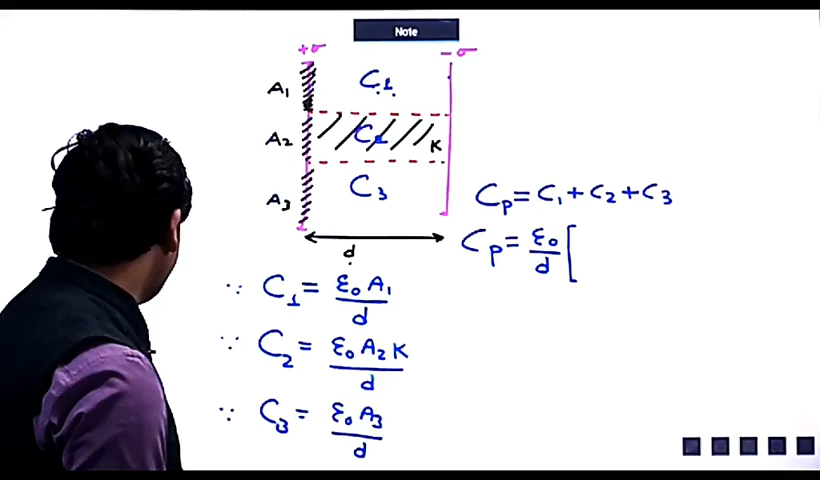 Note
+σ
-σ
A₁
C₁
A₂
C₂
K
A₃
C₃
d
Cₚ = C₁ + C₂ + C₃
Cₚ = ε₀/d [
∵ C₁ = ε₀ A₁/d
∵ C₂ = ε₀ A₂ K/d
∵ C₃ = ε₀ A₃/d